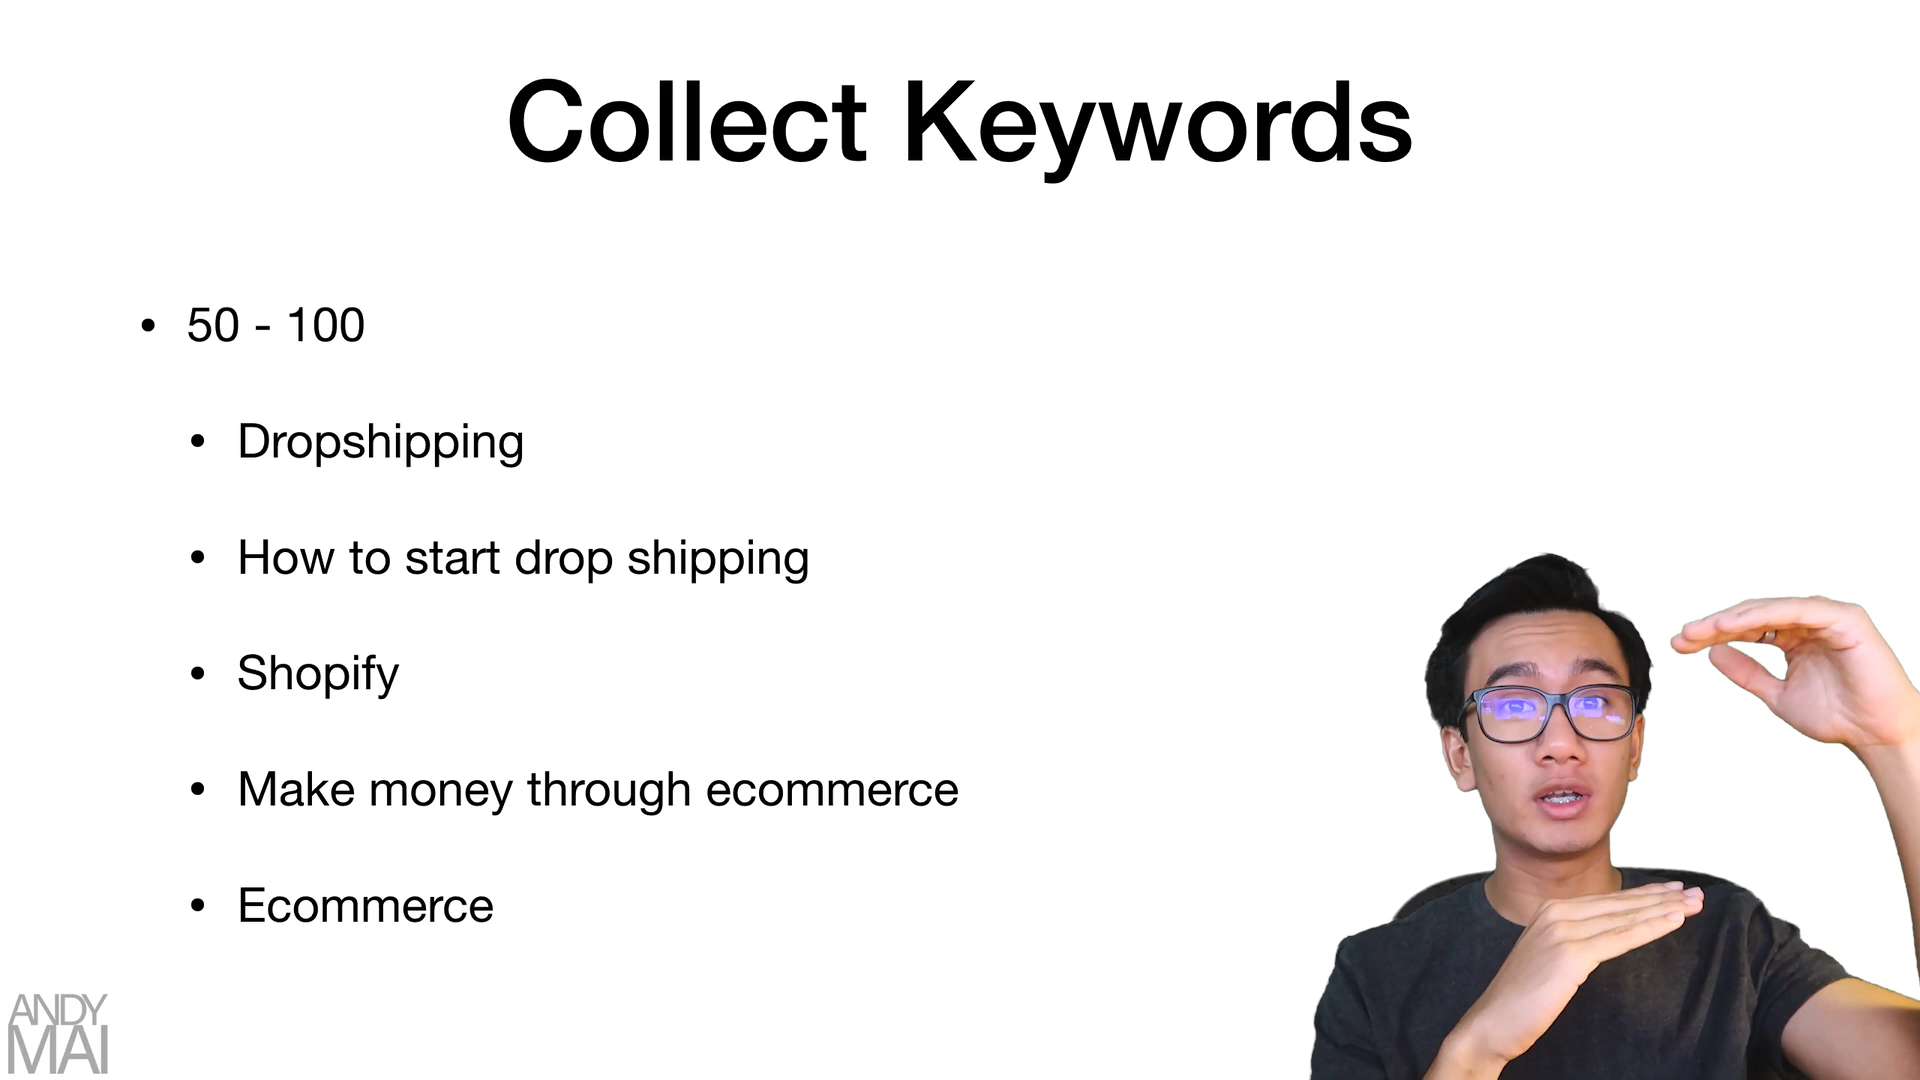 Collect Keywords
• 50 - 100
• Dropshipping
• How to start drop shipping
• Shopify
• Make money through ecommerce
• Ecommerce
ANDY
MAI